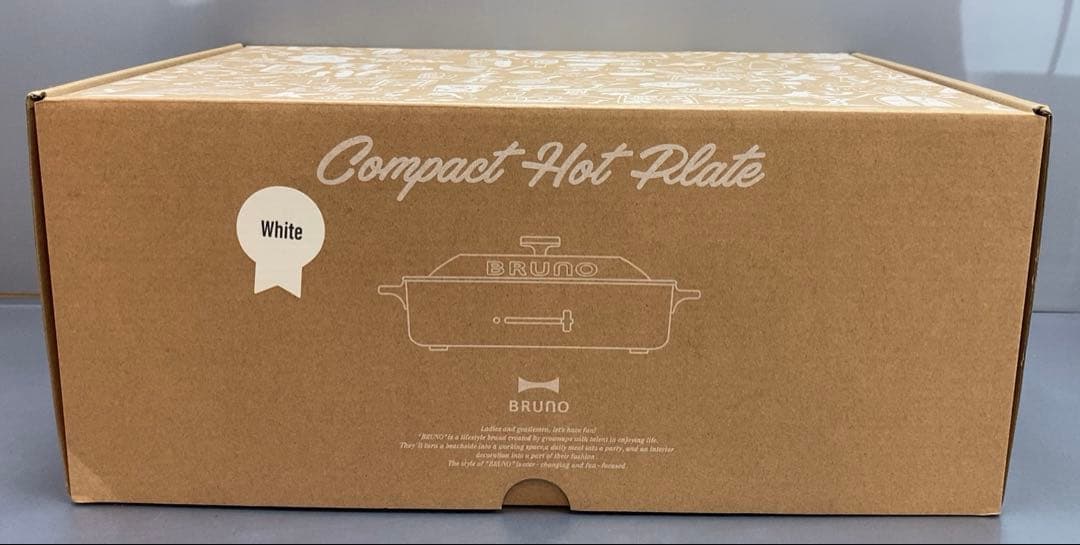 Compact Hot Plate
White
BRUNO
BRUNO
Ladies and gentlemen, let's have fun!
"BRUNO" is a lifestyle brand created by grownups with talent in enjoying life.
They'll turn a beachside into a working space, a daily meal into a party, and an interior
decoration into a part of their fashion.
The style of "BRUNO" is ever - changing and fun - focused.